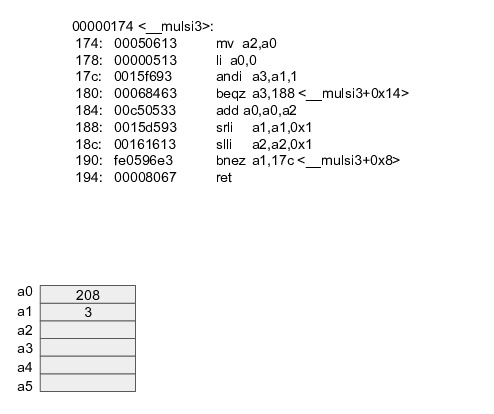 00000174 <__mulsi3>:
174: 00050613 mv a2,a0
178: 00000513 li a0,0
17c: 0015f693 andi a3,a1,1
180: 00068463 beqz a3,188 <__mulsi3+0x14>
184: 00c50533 add a0,a0,a2
188: 0015d593 srli a1,a1,0x1
18c: 00161613 slli a2,a2,0x1
190: fe0596e3 bnez a1,17c <__mulsi3+0x8>
194: 00008067 ret
a0 208
a1 3
a2
a3
a4
a5